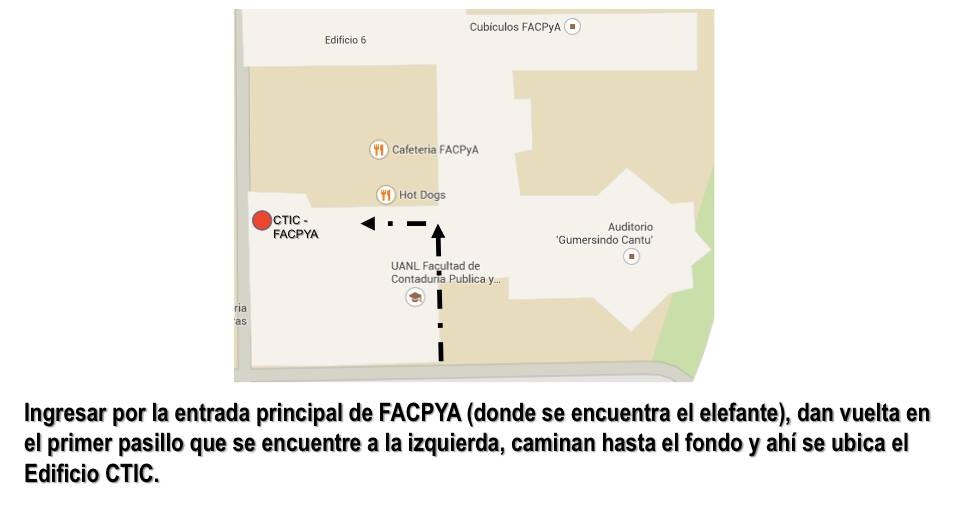 Cubículos FACPyA
Edificio 6
Cafeteria FACPyA
Hot Dogs
CTIC -
FACPYA
Auditorio
'Gumersindo Cantu'
UANL Facultad de
Contaduria Publica y...
ria
as
Ingresar por la entrada principal de FACPYA (donde se encuentra el elefante), dan vuelta en
el primer pasillo que se encuentre a la izquierda, caminan hasta el fondo y ahí se ubica el
Edificio CTIC.